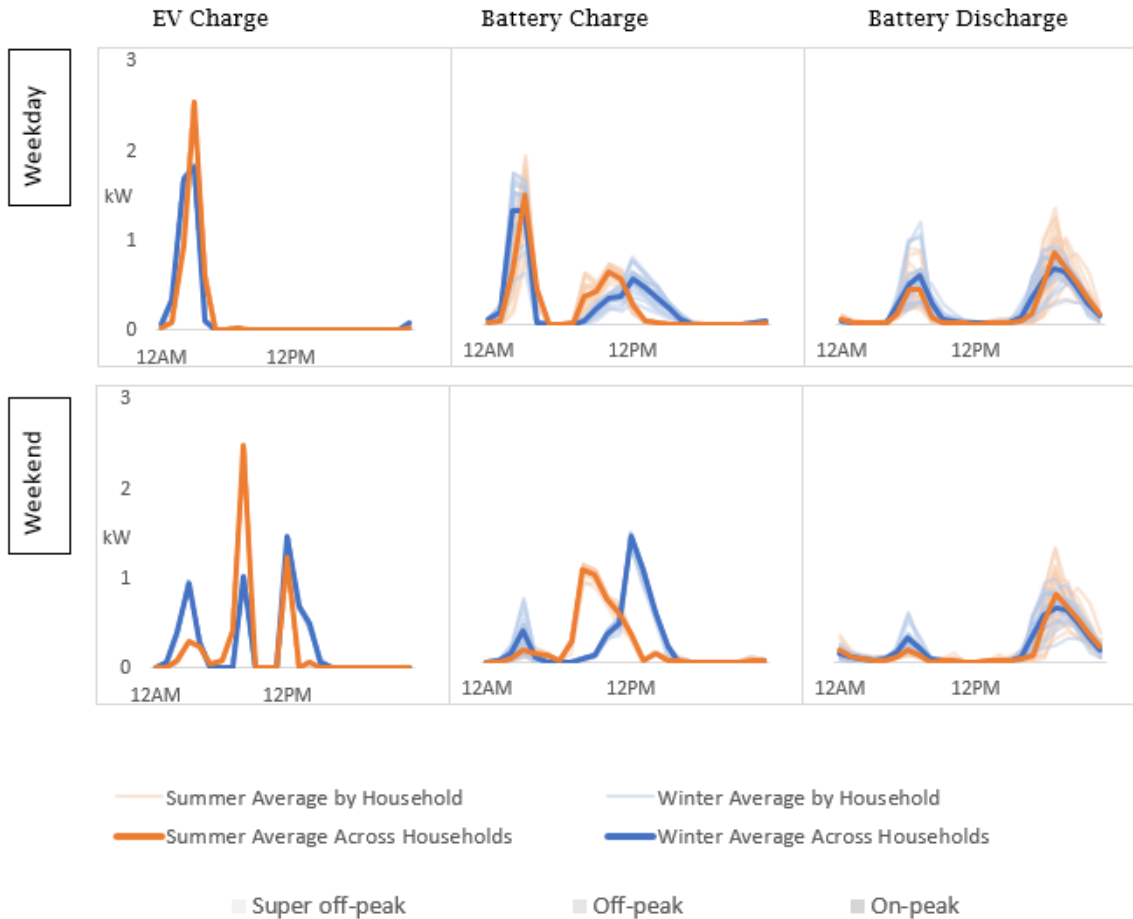 EV Charge Battery Charge Battery Discharge
Weekday
3
2
kW
1
0
12AM 12PM 12AM 12PM 12AM 12PM
Weekend
3
2
kW
1
0
12AM 12PM 12AM 12PM 12AM 12PM
Summer Average by Household Winter Average by Household
Summer Average Across Households Winter Average Across Households
Super off-peak Off-peak On-peak